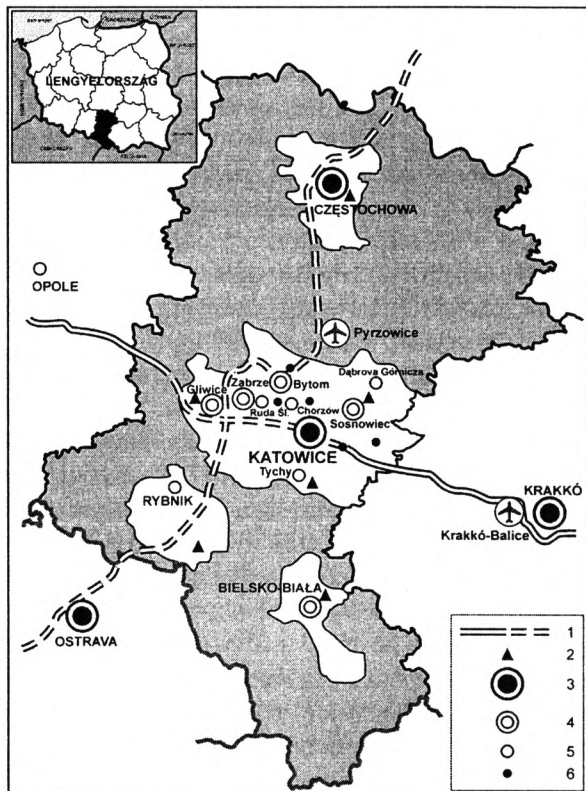 LENGYELORSZÁG
CZĘSTOCHOWA
OPOLE
Pyrzowice
Dąbrova Górnicza
Gliwice
Zabrze
Bytom
Ruda Śl.
Chorzów
Sosnowiec
KATOWICE
Tychy
RYBNIK
KRAKKÓ
Krakkó-Balice
BIELSKO-BIAŁA
OSTRAVA
1
2
3
4
5
6